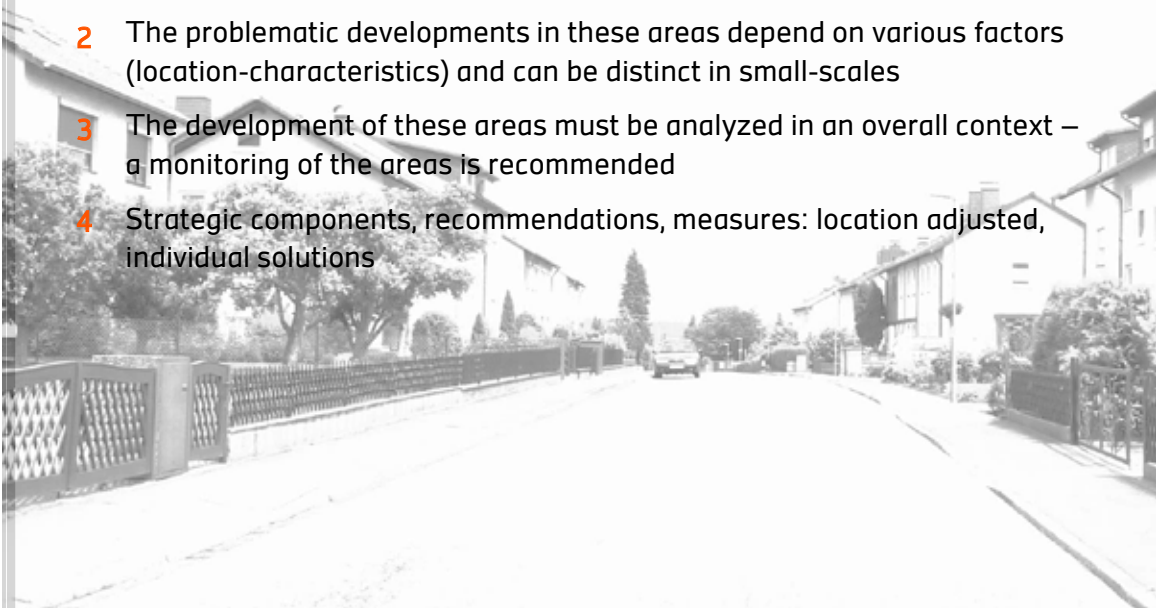 2 The problematic developments in these areas depend on various factors
(location-characteristics) and can be distinct in small-scales
3 The development of these areas must be analyzed in an overall context –
a monitoring of the areas is recommended
4 Strategic components, recommendations, measures: location adjusted,
individual solutions